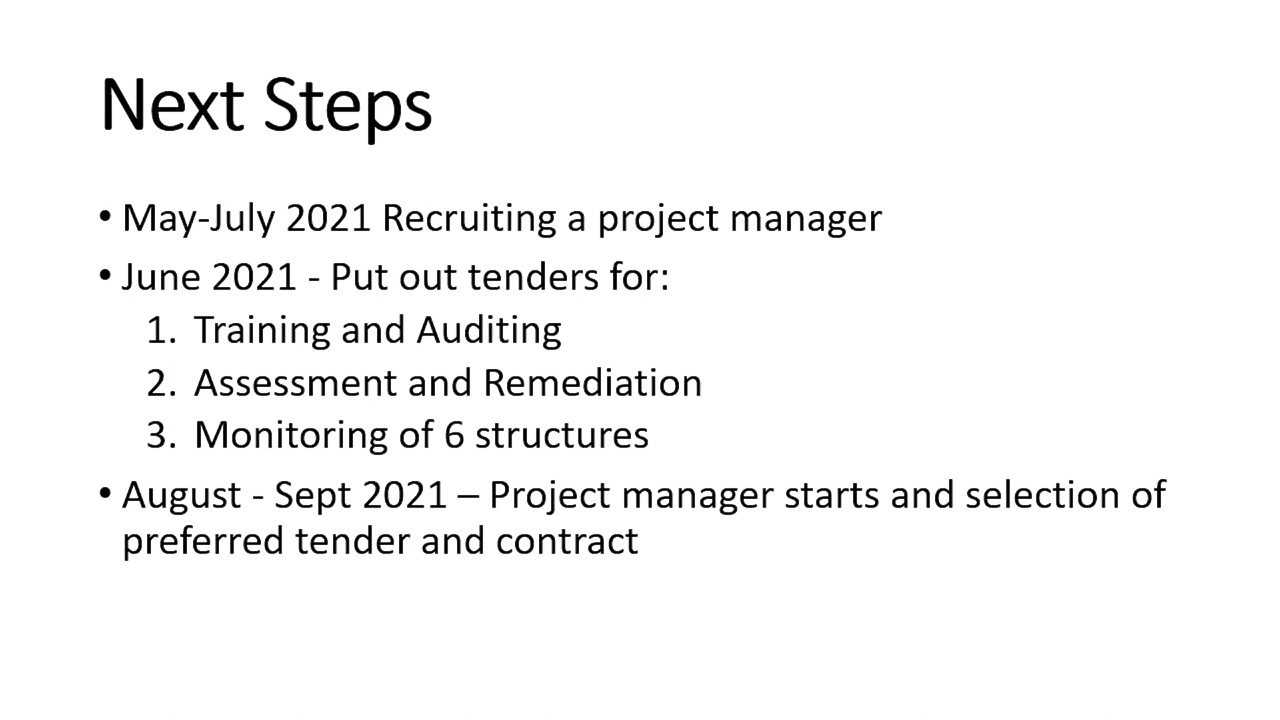 Next Steps
• May-July 2021 Recruiting a project manager
• June 2021 - Put out tenders for:
1. Training and Auditing
2. Assessment and Remediation
3. Monitoring of 6 structures
• August - Sept 2021 – Project manager starts and selection of
preferred tender and contract